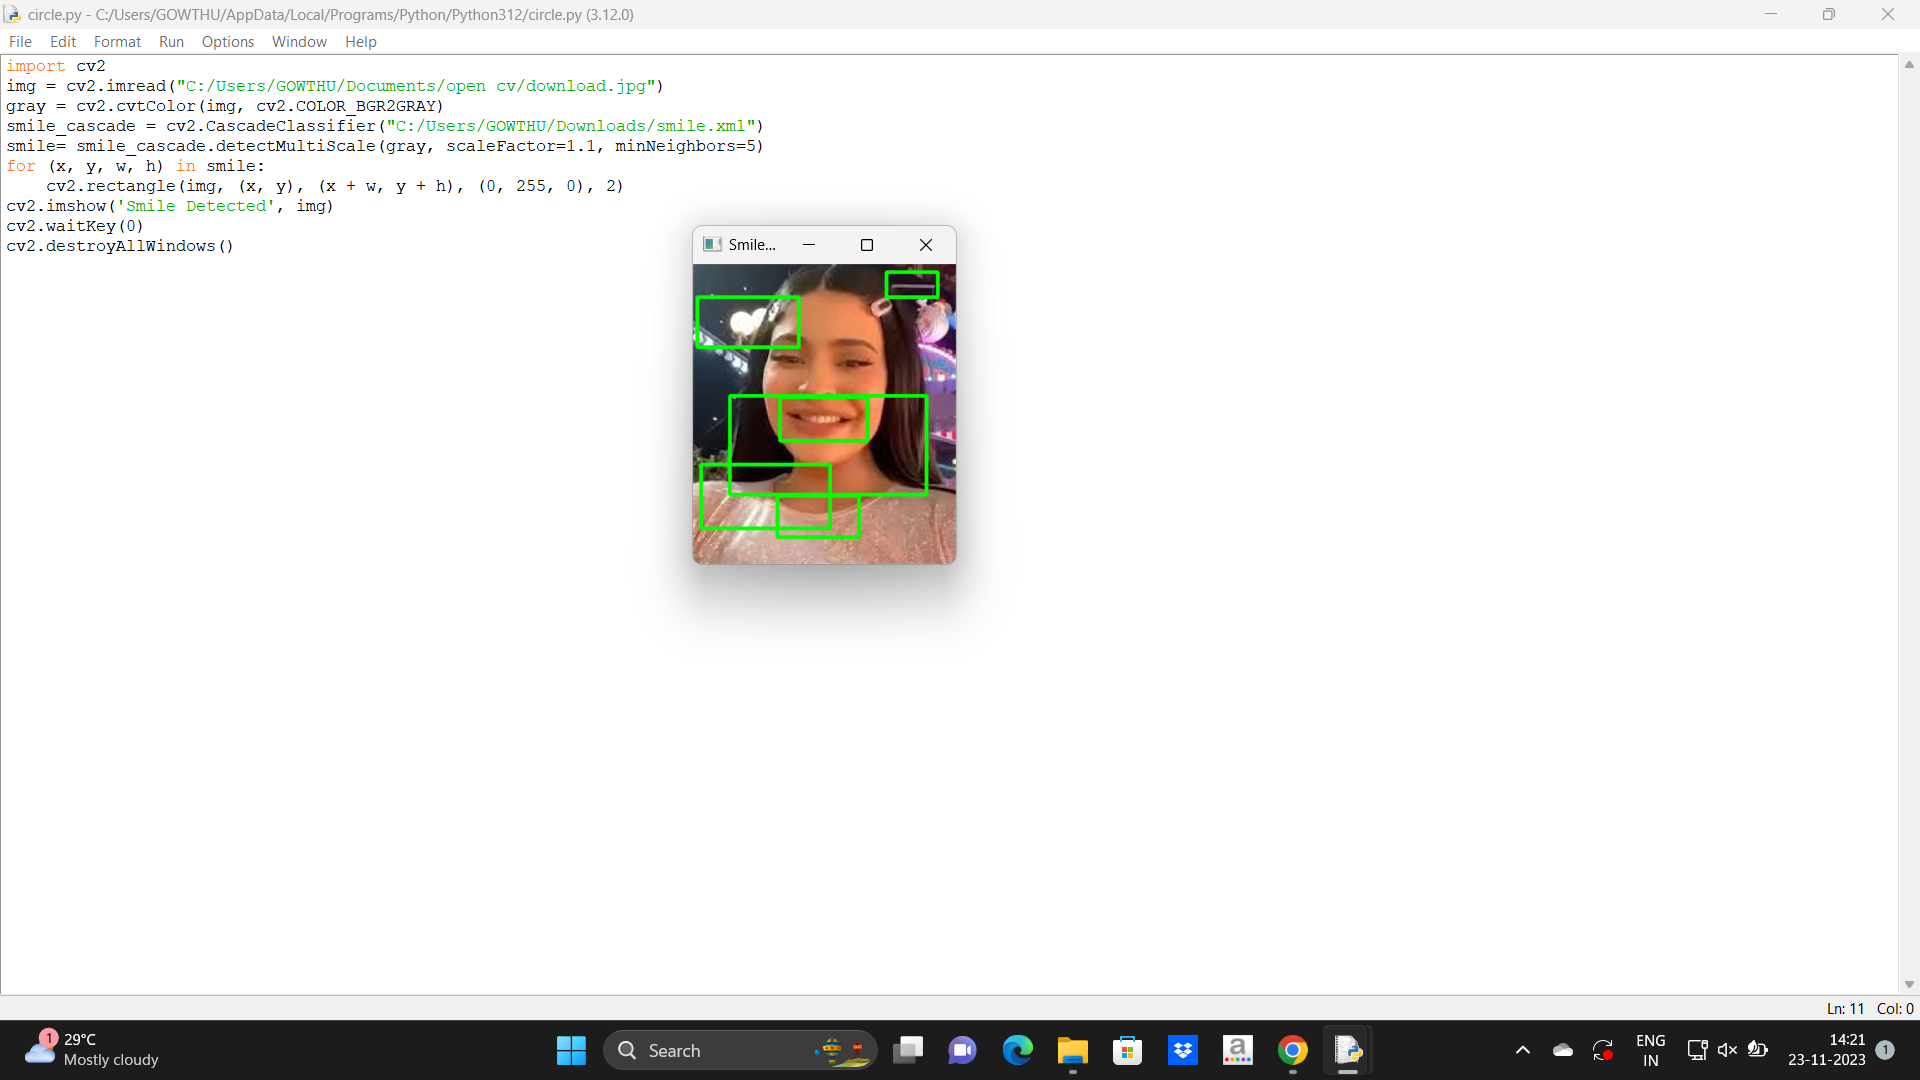 circle.py - C:/Users/GOWTHU/AppData/Local/Programs/Python/Python312/circle.py (3.12.0)
File Edit Format Run Options Window Help
import cv2
img = cv2.imread("C:/Users/GOWTHU/Documents/open cv/download.jpg")
gray = cv2.cvtColor(img, cv2.COLOR_BGR2GRAY)
smile_cascade = cv2.CascadeClassifier("C:/Users/GOWTHU/Downloads/smile.xml")
smile= smile_cascade.detectMultiScale(gray, scaleFactor=1.1, minNeighbors=5)
for (x, y, w, h) in smile:
    cv2.rectangle(img, (x, y), (x + w, y + h), (0, 255, 0), 2)
cv2.imshow('Smile Detected', img)
cv2.waitKey(0)
cv2.destroyAllWindows()
Smile...
Ln: 11 Col: 0
1
29°C
Mostly cloudy
Search
a
ENG
IN
14:21
23-11-2023
1